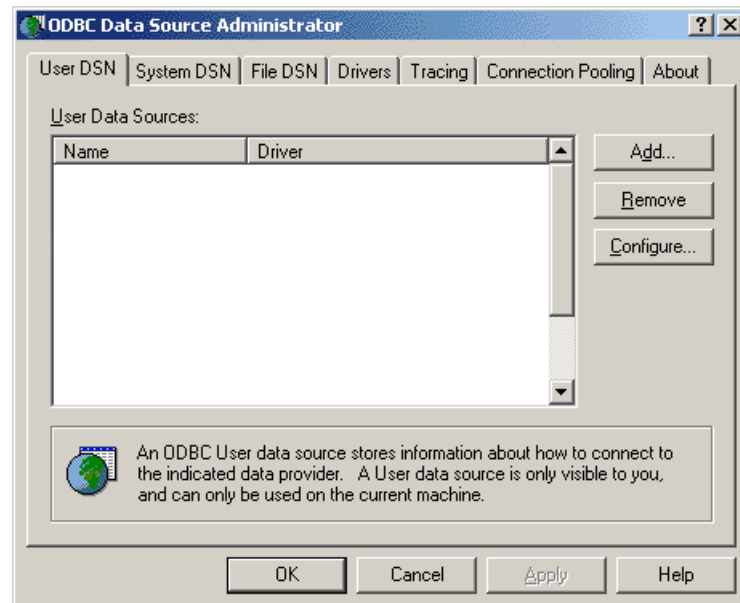 ODBC Data Source Administrator
User DSN System DSN File DSN Drivers Tracing Connection Pooling About
User Data Sources:
Name Driver
Add...
Remove
Configure...
An ODBC User data source stores information about how to connect to
the indicated data provider. A User data source is only visible to you,
and can only be used on the current machine.
OK Cancel Apply Help